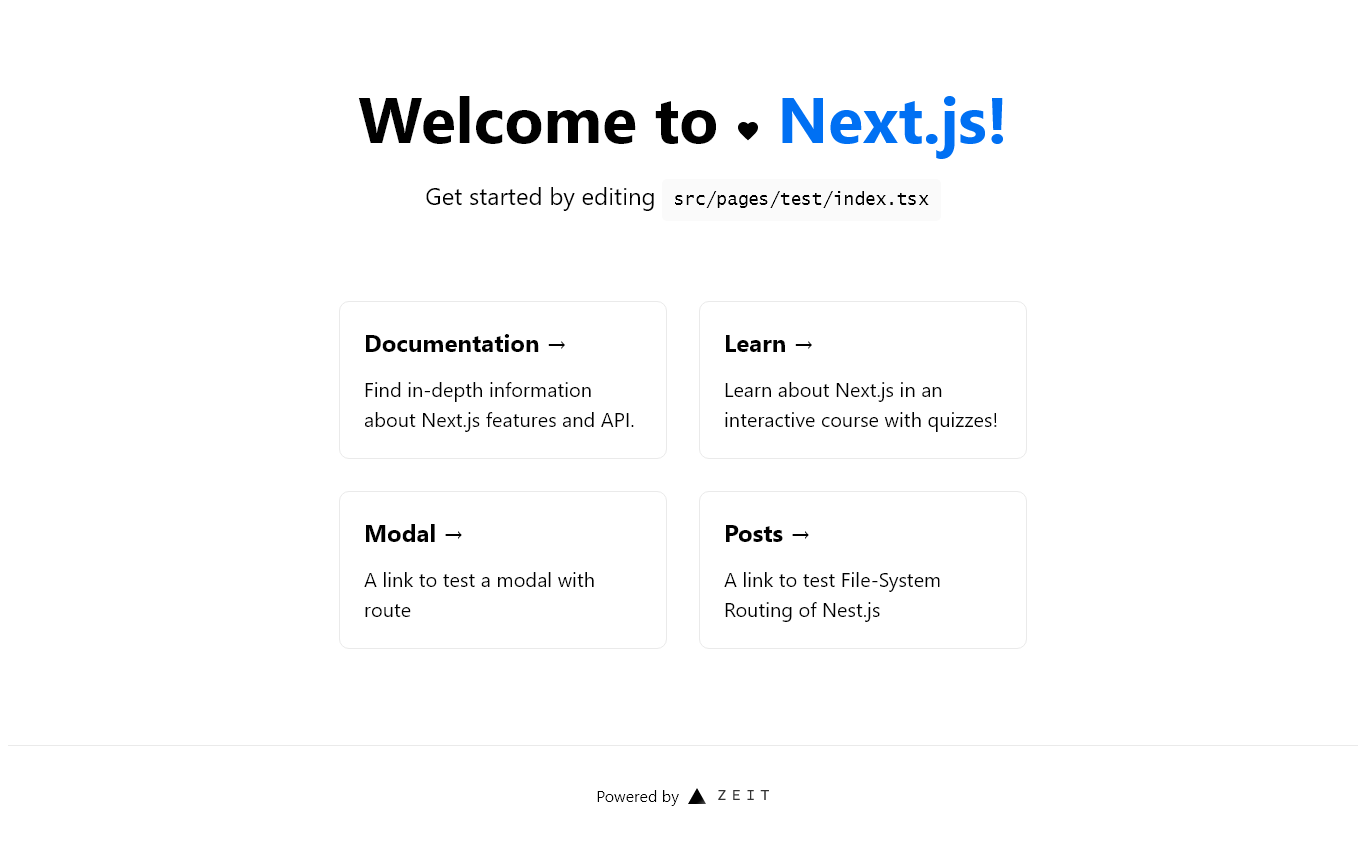 Welcome to ♥ Next.js!
Get started by editing src/pages/test/index.tsx
Documentation →
Find in-depth information
about Next.js features and API.
Learn →
Learn about Next.js in an
interactive course with quizzes!
Modal →
A link to test a modal with
route
Posts →
A link to test File-System
Routing of Nest.js
Powered by ▲ ZEIT